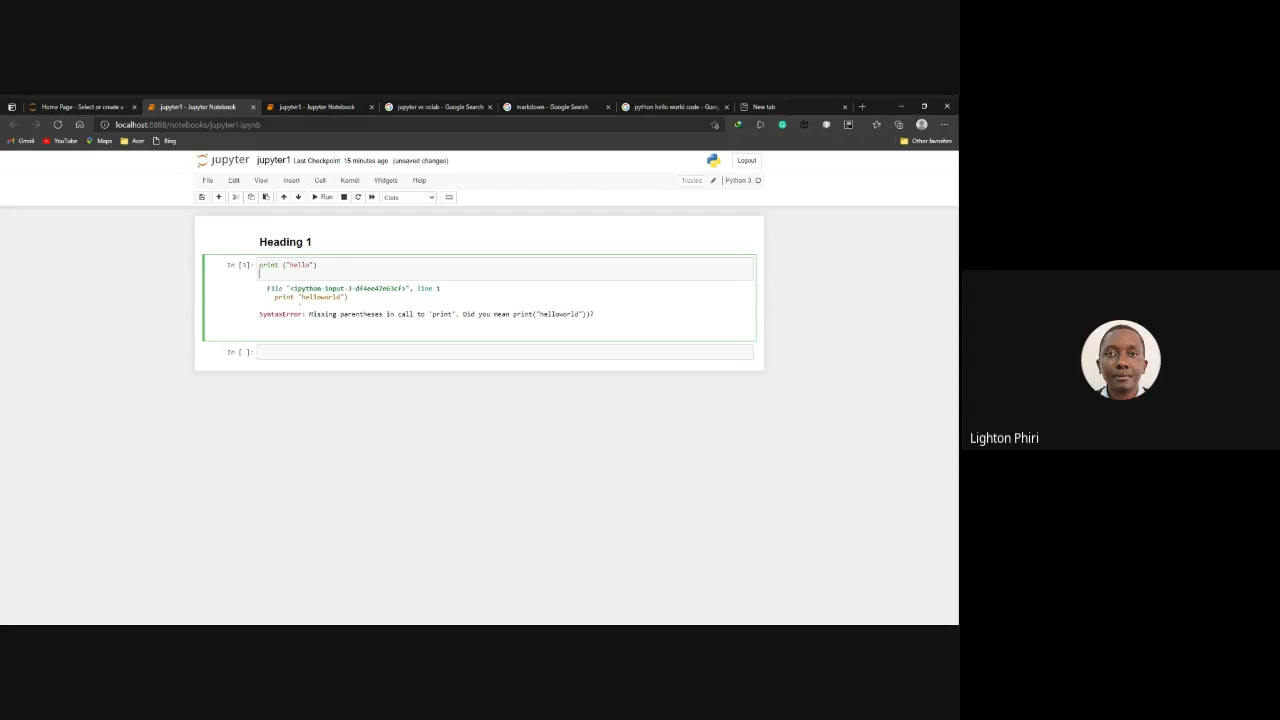 Home Page - Select or create a
jupyter1 - Jupyter Notebook
jupyter1 - Jupyter Notebook
jupyter vs colab - Google Search
markdown - Google Search
python hello world code - Goog
New tab
localhost:8888/notebooks/jupyter1.ipynb
Gmail
YouTube
Maps
Acer
Bing
Other favorites
jupyter jupyter1 Last Checkpoint: 15 minutes ago (unsaved changes)
Logout
File Edit View Insert Cell Kernel Widgets Help
Trusted
Python 3
Run
Code
Heading 1
In [3]: print ("hello")
File "<ipython-input-3-df4ee47e63cf>", line 1
print "helloworld")
^
SyntaxError: Missing parentheses in call to 'print'. Did you mean print("helloworld"))?
In [ ]:
Lighton Phiri